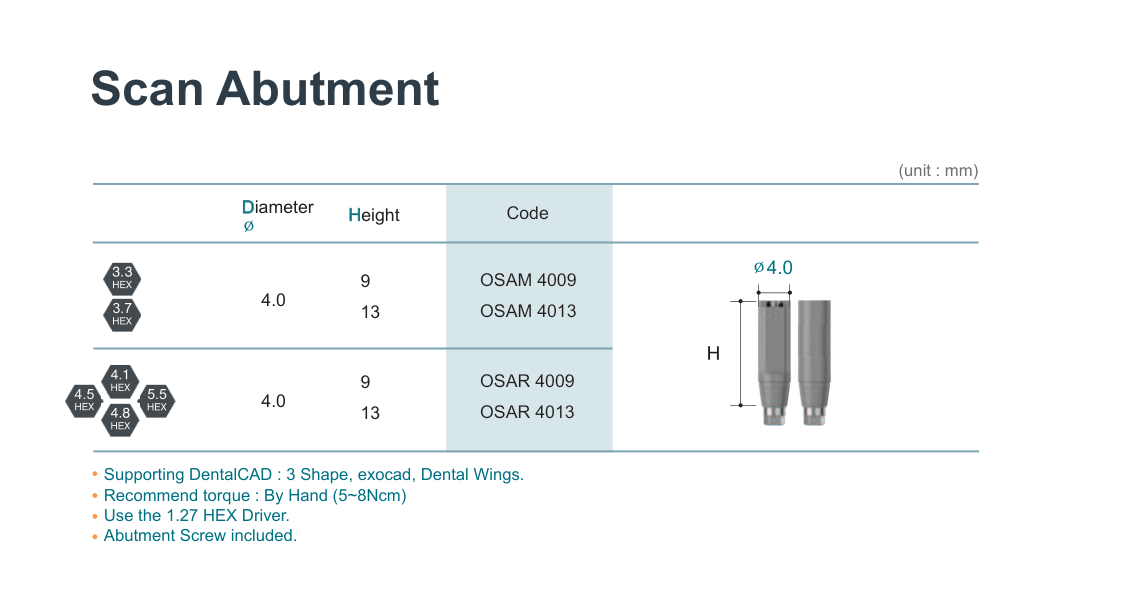 Scan Abutment
(unit : mm)
Diameter Height Code
ø
3.3
HEX
3.7
HEX
4.0
9 OSAM 4009
13 OSAM 4013
4.1
HEX
4.5
HEX
5.5
HEX
4.8
HEX
4.0
9 OSAR 4009
13 OSAR 4013
ø 4.0
H
• Supporting DentalCAD : 3 Shape, exocad, Dental Wings.
• Recommend torque : By Hand (5~8Ncm)
• Use the 1.27 HEX Driver.
• Abutment Screw included.